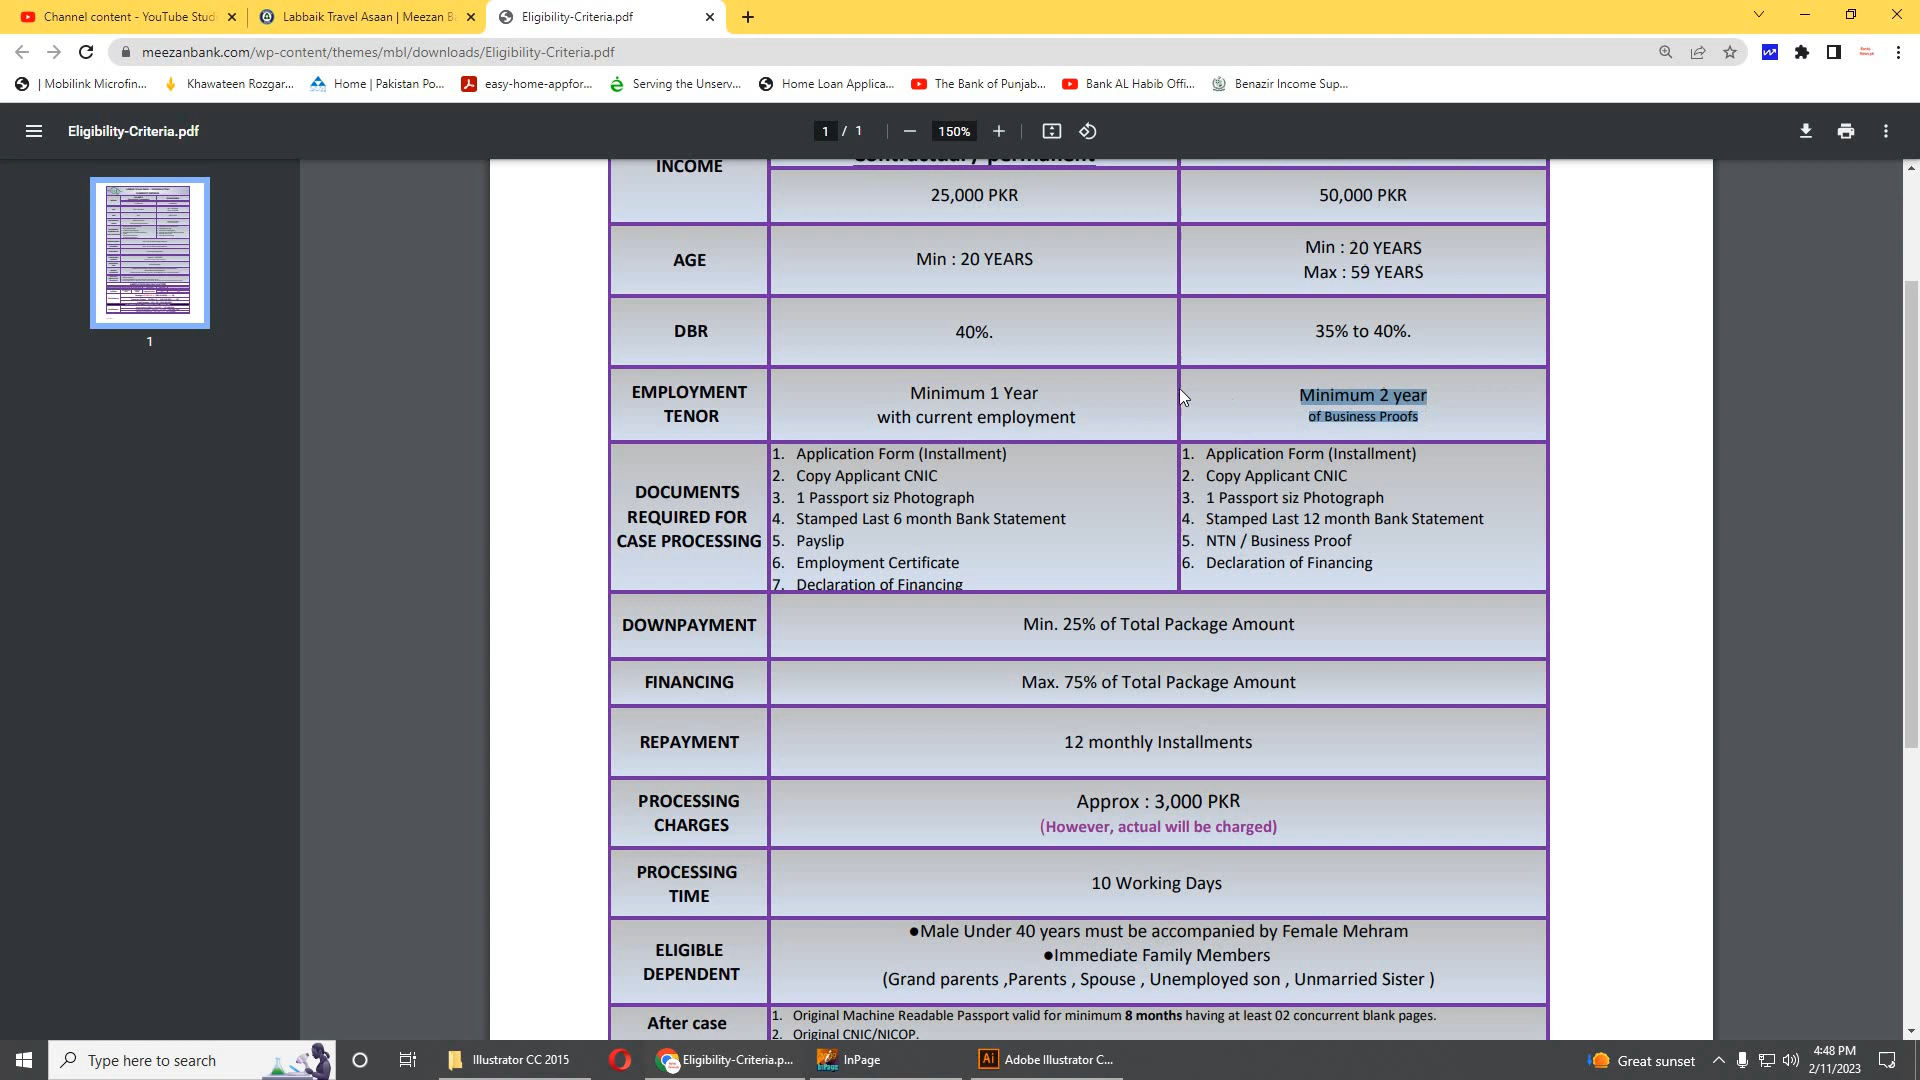 Channel content - YouTube Stud
Labbaik Travel Asaan | Meezan B
Eligibility-Criteria.pdf
meezanbank.com/wp-content/themes/mbl/downloads/Eligibility-Criteria.pdf
| Mobilink Microfin...
Khawateen Rozgar...
Home | Pakistan Po...
easy-home-appfor...
Serving the Unserv...
Home Loan Applica...
The Bank of Punjab...
Bank AL Habib Offi...
Benazir Income Sup...
Eligibility-Criteria.pdf
1 / 1
150%
1
INCOME
Contractual/ permanent
25,000 PKR
50,000 PKR
AGE
Min : 20 YEARS
Min : 20 YEARS
Max : 59 YEARS
DBR
40%.
35% to 40%.
EMPLOYMENT
TENOR
Minimum 1 Year
with current employment
Minimum 2 year
of Business Proofs
DOCUMENTS
REQUIRED FOR
CASE PROCESSING
1. Application Form (Installment)
2. Copy Applicant CNIC
3. 1 Passport siz Photograph
4. Stamped Last 6 month Bank Statement
5. Payslip
6. Employment Certificate
7. Declaration of Financing
1. Application Form (Installment)
2. Copy Applicant CNIC
3. 1 Passport siz Photograph
4. Stamped Last 12 month Bank Statement
5. NTN / Business Proof
6. Declaration of Financing
DOWNPAYMENT
Min. 25% of Total Package Amount
FINANCING
Max. 75% of Total Package Amount
REPAYMENT
12 monthly Installments
PROCESSING
CHARGES
Approx : 3,000 PKR
(However, actual will be charged)
PROCESSING
TIME
10 Working Days
ELIGIBLE
DEPENDENT
●Male Under 40 years must be accompanied by Female Mehram
●Immediate Family Members
(Grand parents ,Parents , Spouse , Unemployed son , Unmarried Sister )
After case
1. Original Machine Readable Passport valid for minimum 8 months having at least 02 concurrent blank pages.
2. Original CNIC/NICOP.
Type here to search
Illustrator CC 2015
Eligibility-Criteria.p...
InPage
Adobe Illustrator C...
Great sunset
4:48 PM
2/11/2023